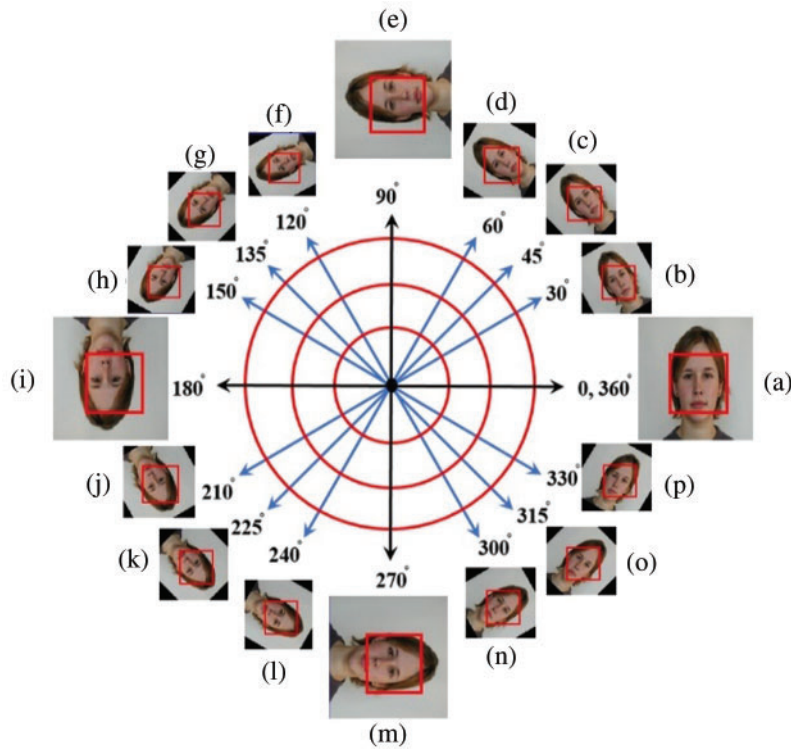 (e)
(f)
(d)
(g)
(c)
90°
120°
60°
135°
45°
(h)
(b)
150°
30°
(i)
180°
0, 360°
(a)
(j)
210°
330°
(p)
225°
315°
(k)
240°
300°
(o)
270°
(l)
(n)
(m)